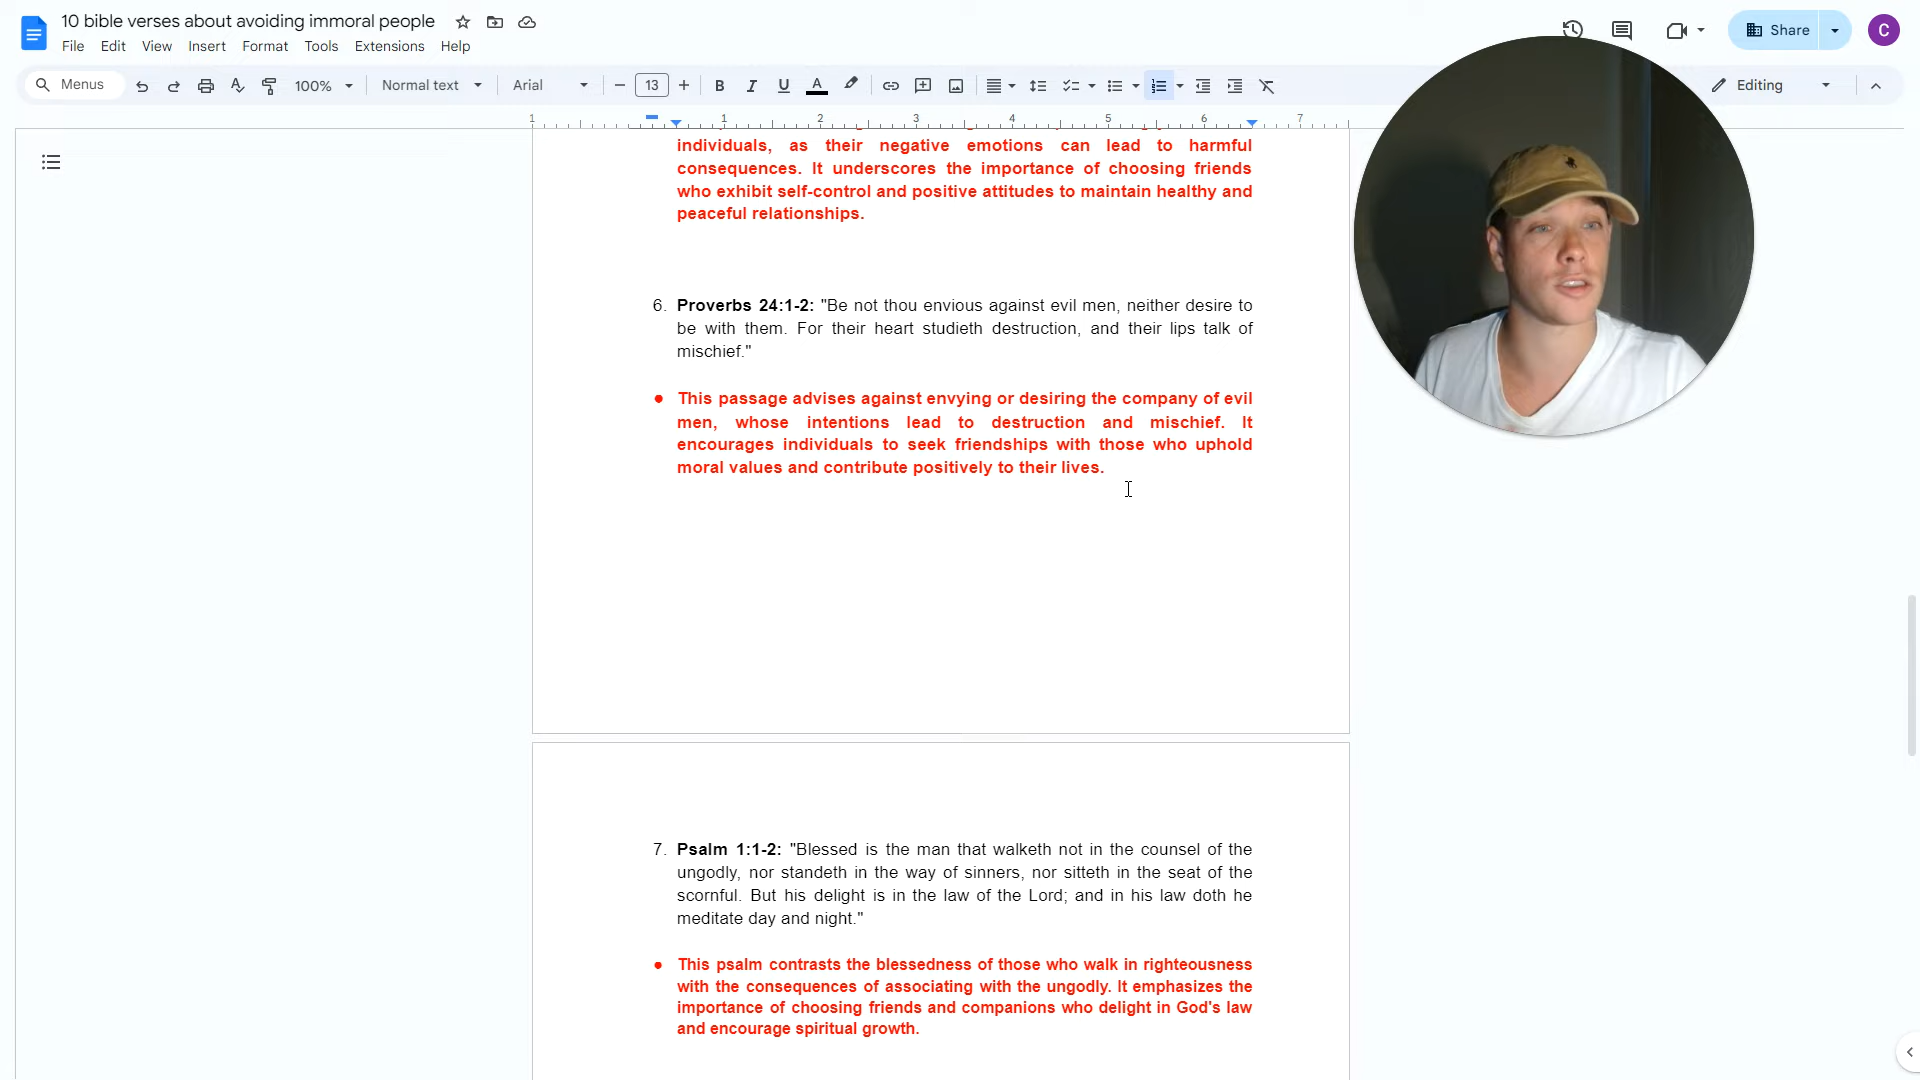 10 bible verses about avoiding immoral people
File Edit View Insert Format Tools Extensions Help
Share
C
Menus
100%
Normal text
Arial
13
B
I
U
A
Editing
1 1 2 3 4 5 6 7
individuals, as their negative emotions can lead to harmful
consequences. It underscores the importance of choosing friends
who exhibit self-control and positive attitudes to maintain healthy and
peaceful relationships.
6. Proverbs 24:1-2: "Be not thou envious against evil men, neither desire to
be with them. For their heart studieth destruction, and their lips talk of
mischief."
● This passage advises against envying or desiring the company of evil
men, whose intentions lead to destruction and mischief. It
encourages individuals to seek friendships with those who uphold
moral values and contribute positively to their lives.
7. Psalm 1:1-2: "Blessed is the man that walketh not in the counsel of the
ungodly, nor standeth in the way of sinners, nor sitteth in the seat of the
scornful. But his delight is in the law of the Lord; and in his law doth he
meditate day and night."
● This psalm contrasts the blessedness of those who walk in righteousness
with the consequences of associating with the ungodly. It emphasizes the
importance of choosing friends and companions who delight in God's law
and encourage spiritual growth.